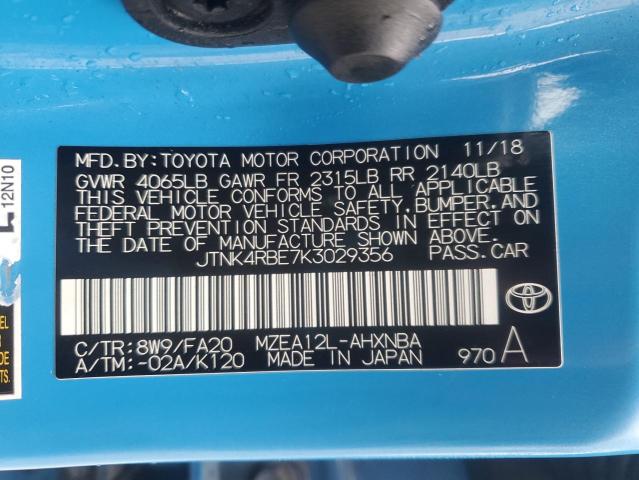 MFD.BY:TOYOTA MOTOR CORPORATION 11/18
GVWR 4065LB GAWR FR 2315LB RR 2140LB
THIS VEHICLE CONFORMS TO ALL APPLICABLE
FEDERAL MOTOR VEHICLE SAFETY, BUMPER, AND
THEFT PREVENTION STANDARDS IN EFFECT ON
THE DATE OF MANUFACTURE SHOWN ABOVE.
JTNK4RBE7K3029356 PASS.CAR
C/TR:8W9/FA20 MZEA12L-AHXNBA
A/TM:-02A/K120 MADE IN JAPAN 970 A
12N10